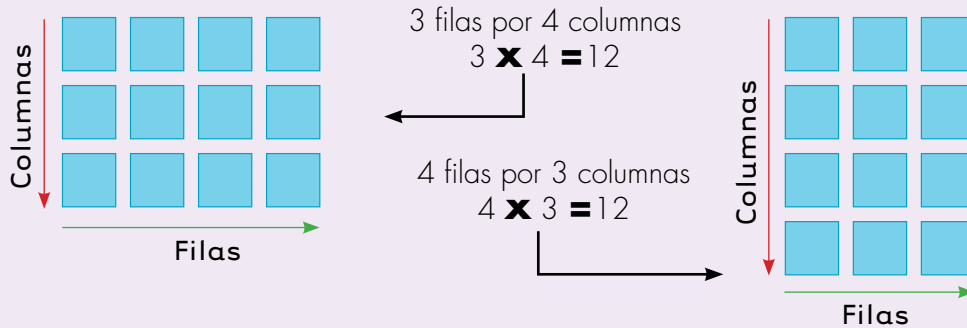 Columnas
Filas
3 filas por 4 columnas
3 x 4 = 12
4 filas por 3 columnas
4 x 3 = 12
Columnas
Filas